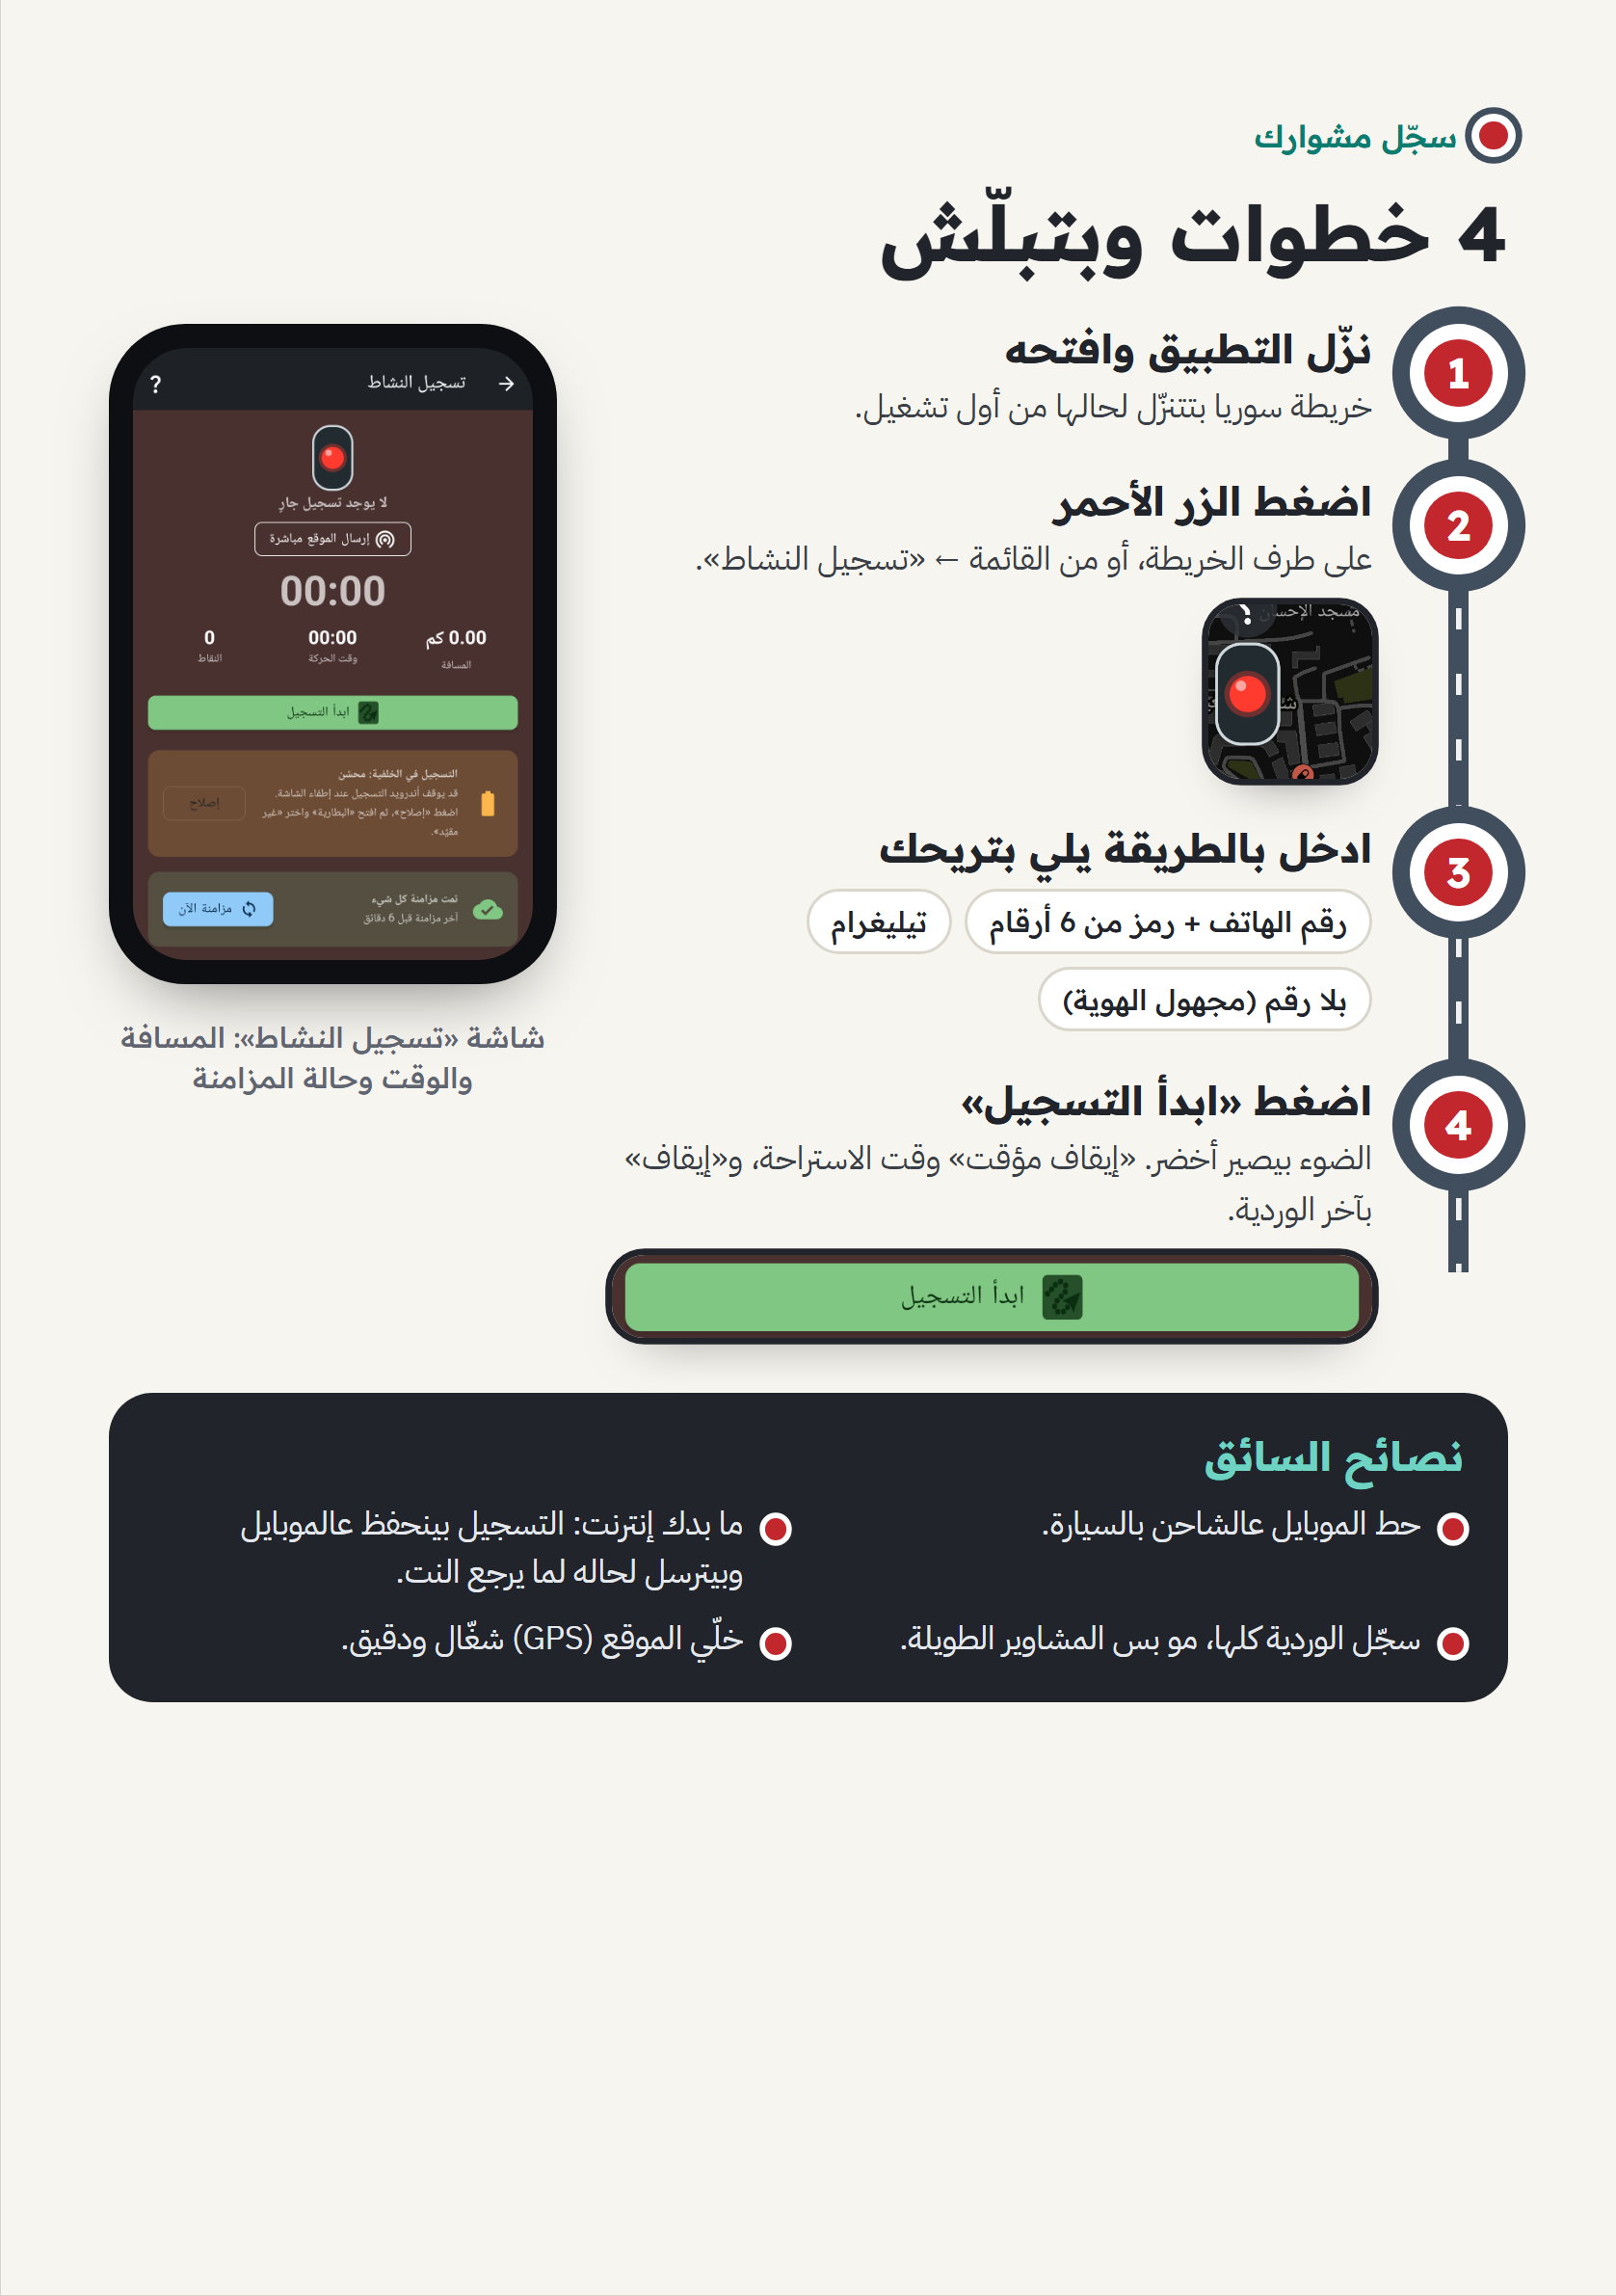 سجّل مشوارك
4 خطوات وبتبلّش
1
نزّل التطبيق وافتحه
خريطة سوريا بتتنزّل لحالها من أول تشغيل.
2
اضغط الزر الأحمر
على طرف الخريطة، أو من القائمة ← «تسجيل النشاط».
مسجد الإحسان
3
ادخل بالطريقة يلي بتريحك
رقم الهاتف + رمز من 6 أرقام
تيليغرام
بلا رقم (مجهول الهوية)
4
اضغط «ابدأ التسجيل»
الضوء بيصير أخضر. «إيقاف مؤقت» وقت الاستراحة، و«إيقاف»
بآخر الوردية.
ابدأ التسجيل
تسجيل النشاط
?
لا يوجد تسجيل جارٍ
إرسال الموقع مباشرة
00:00
0.00 كم
00:00
0
المسافة
وقت الحركة
النقاط
ابدأ التسجيل
التسجيل في الخلفية: محسّن
قد يوقف أندرويد التسجيل عند إطفاء الشاشة.
اضغط «إصلاح»، ثم افتح «البطارية» واختر «غير
مقيّد».
إصلاح
تمت مزامنة كل شيء
آخر مزامنة قبل 6 دقائق
مزامنة الآن
شاشة «تسجيل النشاط»: المسافة
والوقت وحالة المزامنة
نصائح السائق
حط الموبايل عالشاحن بالسيارة.
ما بدك إنترنت: التسجيل بينحفظ عالموبايل
وبيترسل لحاله لما يرجع النت.
سجّل الوردية كلها، مو بس المشاوير الطويلة.
خلّي الموقع (GPS) شغّال ودقيق.